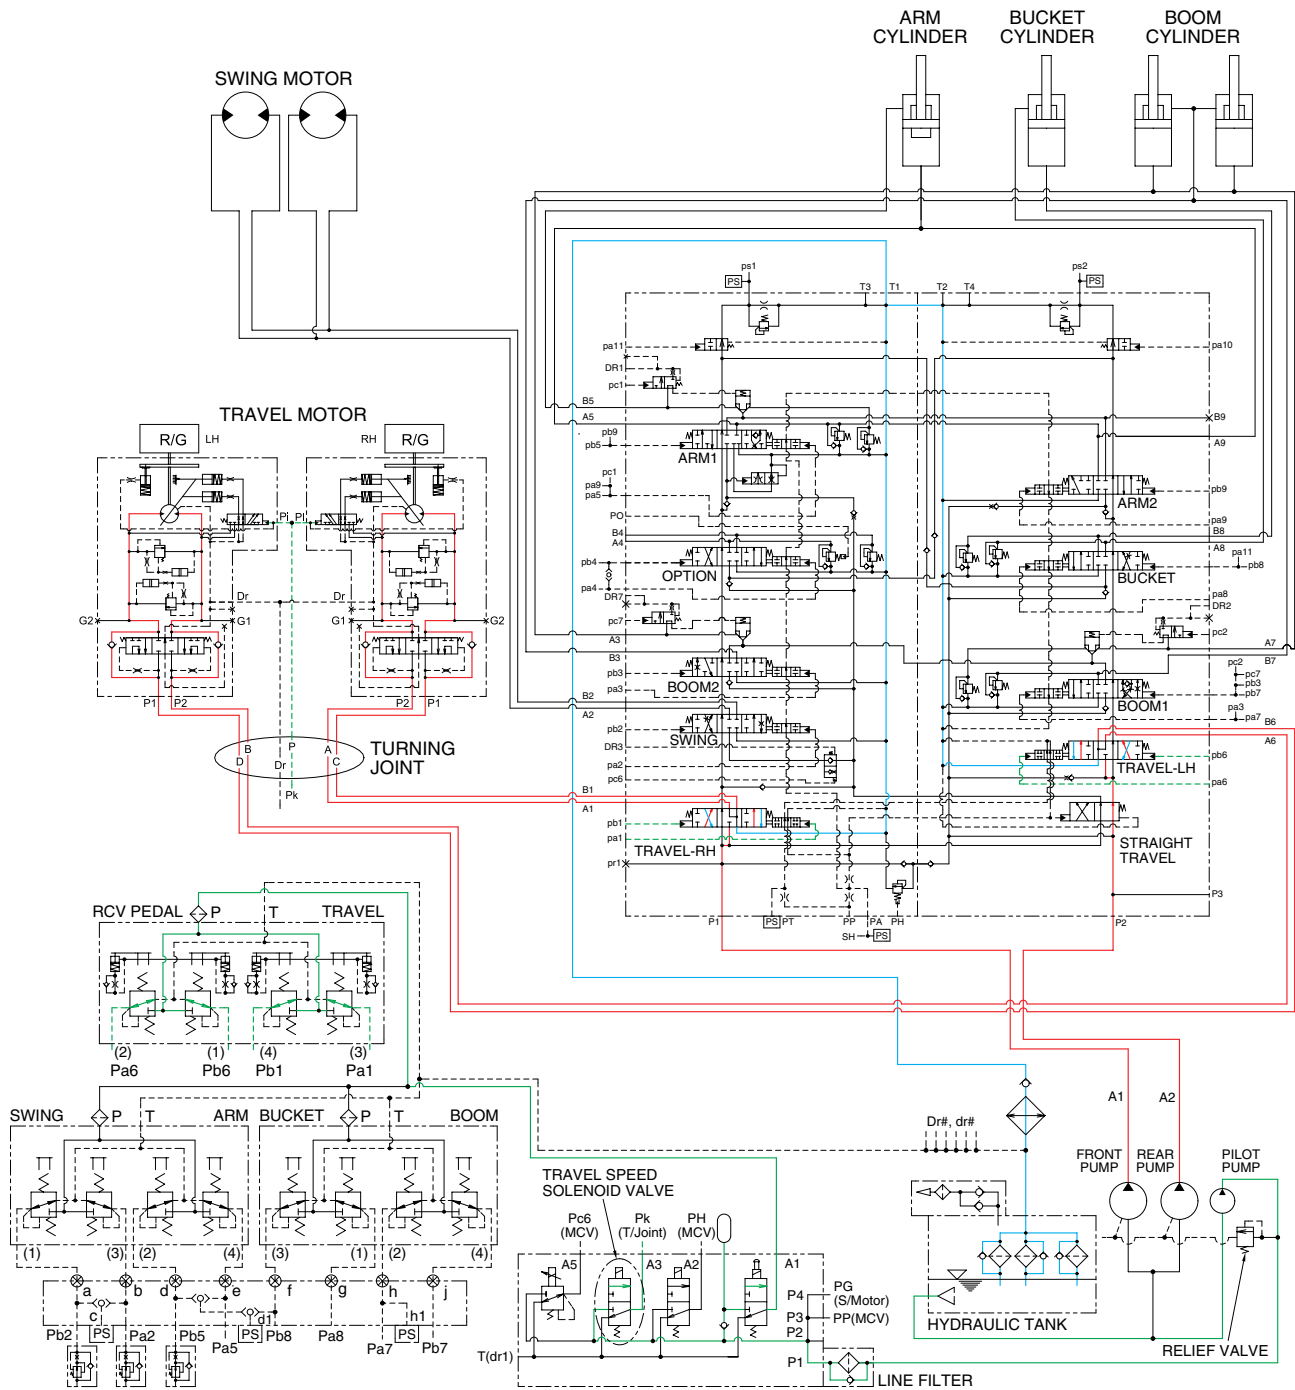 ARM
CYLINDER
BUCKET
CYLINDER
BOOM
CYLINDER
SWING MOTOR
ps1
PS
T3
T1
T2
T4
ps2
PS
pa11
DR1
pc1
pa10
B5
A5
pb9
pb5
ARM1
B9
A9
TRAVEL MOTOR
R/G
LH
RH
R/G
pc1
pa9
pa5
PO
B4
A4
pb4
OPTION
pa4
DR7
pc7
A3
B3
pb3
BOOM2
pa3
B2
A2
pb2
SWING
DR3
pa2
pc6
B1
A1
pb1
pa1
TRAVEL-RH
pr1
pb9
ARM2
pa9
B8
A8
pa11
pb8
BUCKET
pa8
DR2
pc2
A7
B7
pc2
pc7
pb3
pb7
BOOM1
pa3
pa7
B6
A6
pb6
TRAVEL-LH
pa6
STRAIGHT
TRAVEL
P3
P1
PS
PT
PP
PA
PH
P2
SH
PS
Pi
Pi
Dr
Dr
G2
G1
G1
G2
P1
P2
P2
P1
B
D
P
Dr
A
C
TURNING
JOINT
Pk
RCV PEDAL
P
T
TRAVEL
(2)
(1)
(4)
(3)
Pa6
Pb6
Pb1
Pa1
SWING
P
T
ARM
BUCKET
P
T
BOOM
(1)
(3)
(2)
(4)
(3)
(1)
(2)
(4)
a
b
d
e
f
g
h
j
c
d1
h1
Pb2
PS
Pa2
Pb5
Pa5
PS
Pb8
Pa8
Pa7
PS
Pb7
TRAVEL SPEED
SOLENOID VALVE
Pc6
(MCV)
Pk
(T/Joint)
PH
(MCV)
A5
A3
A2
A1
P4
P3
P2
P1
PG
(S/Motor)
PP(MCV)
T(dr1)
LINE FILTER
Dr#, dr#
A1
A2
FRONT
PUMP
REAR
PUMP
PILOT
PUMP
HYDRAULIC TANK
RELIEF VALVE